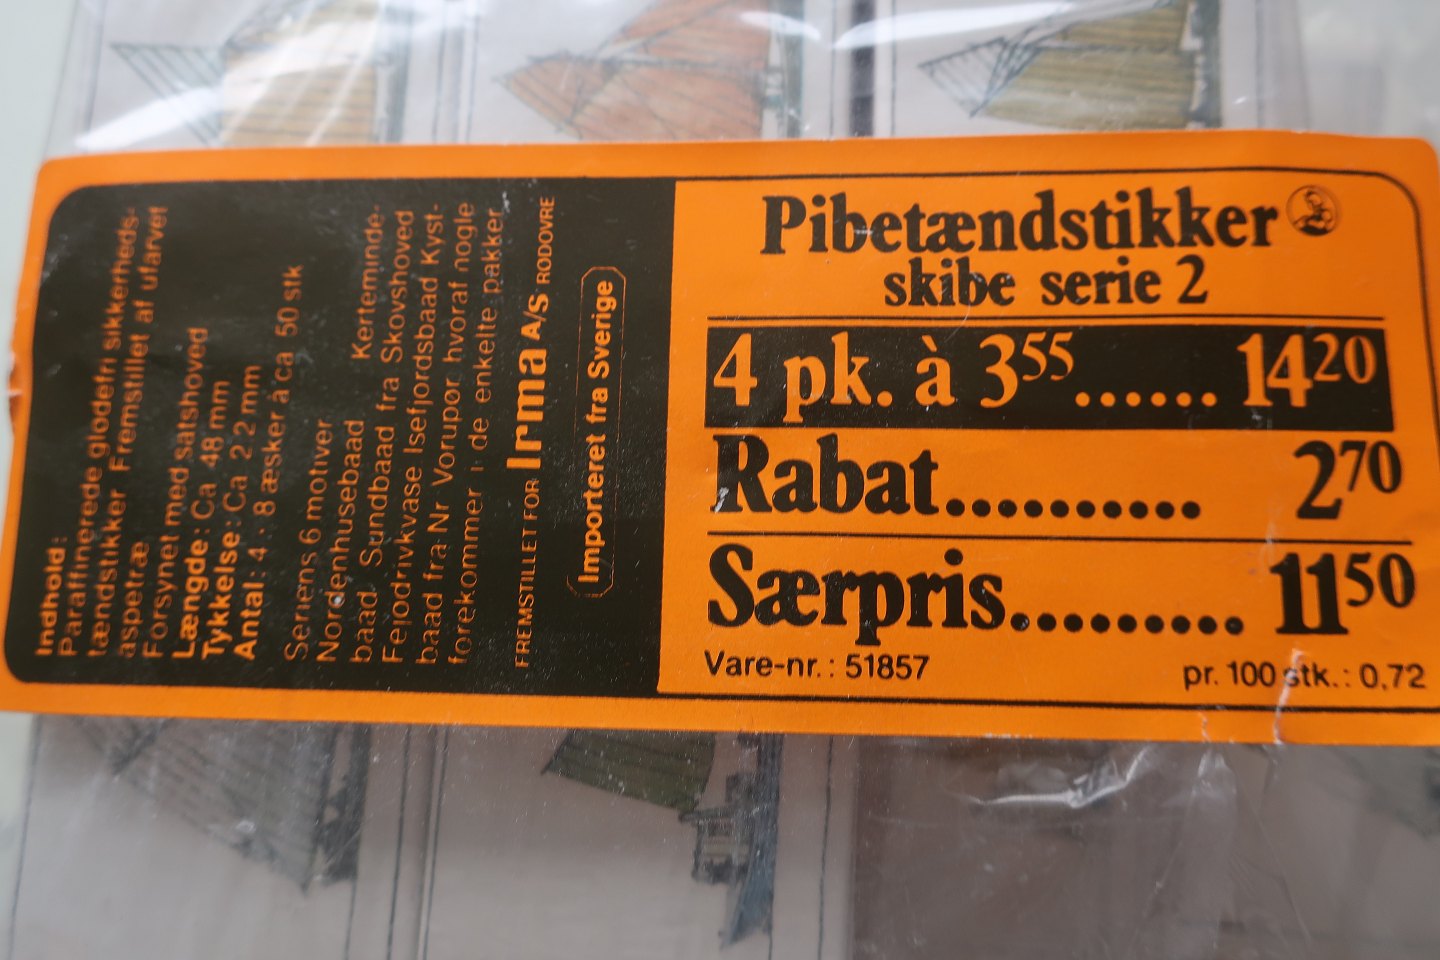 Indhold:
Paraffinerede glødefri sikkerheds-
tændstikker Fremstillet af ufarvet
aspetræ
Forsynet med satshoved
Længde: Ca 48 mm
Tykkelse: Ca 2.2 mm
Antal: 4 · 8 æsker à ca 50 stk
Seriens 6 motiver
Nordenhusebaad Kerteminde-
baad Sundbaad fra Skovshoved
Fejødrivkvase Isefjordsbaad Kyst-
baad fra Nr Vorupør hvoraf nogle
forekommer i de enkelte pakker
FREMSTILLET FOR Irma A/S RØDOVRE
Importeret fra Sverige
Pibetændstikker
skibe serie 2
4 pk. à 3⁵⁵...... 14²⁰
Rabat........... 2⁷⁰
Særpris.......... 11⁵⁰
Vare-nr.: 51857 pr. 100 stk.: 0,72